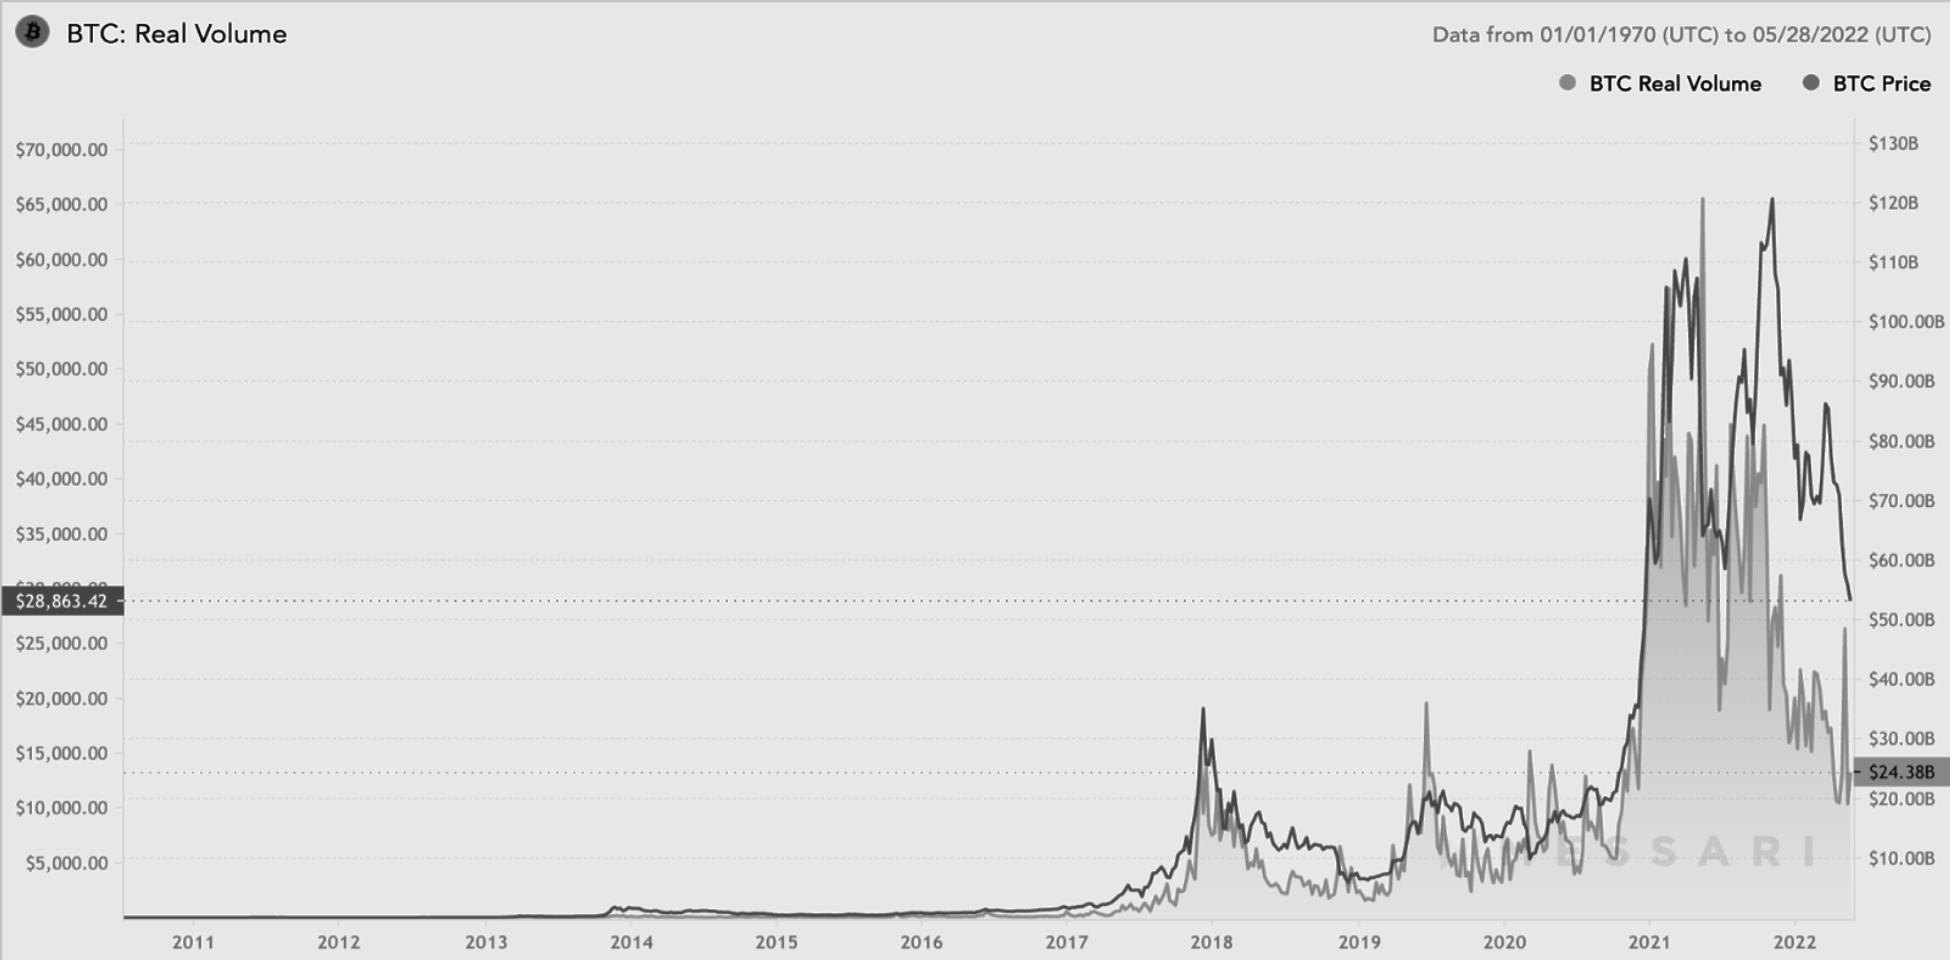 BTC: Real Volume
Data from 01/01/1970 (UTC) to 05/28/2022 (UTC)
BTC Real Volume
BTC Price
$70,000.00
$65,000.00
$60,000.00
$55,000.00
$50,000.00
$45,000.00
$40,000.00
$35,000.00
$28,863.42
$25,000.00
$20,000.00
$15,000.00
$10,000.00
$5,000.00
$130B
$120B
$110B
$100.00B
$90.00B
$80.00B
$70.00B
$60.00B
$50.00B
$40.00B
$30.00B
$24.38B
$20.00B
$10.00B
ESSARI
2011 2012 2013 2014 2015 2016 2017 2018 2019 2020 2021 2022